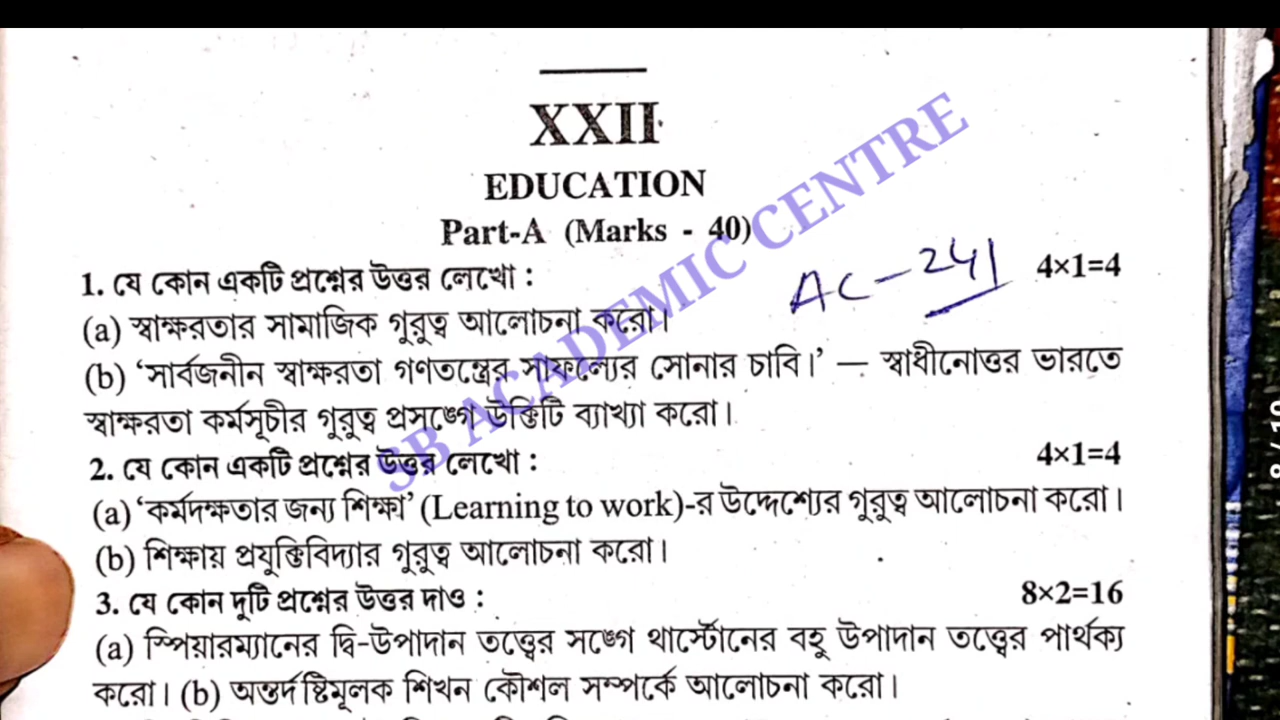 XXII
EDUCATION
Part-A (Marks - 40)
1. যে কোন একটি প্রশ্নের উত্তর লেখো : 4×1=4
AC-241
(a) স্বাক্ষরতার সামাজিক গুরুত্ব আলোচনা করো।
(b) ‘সার্বজনীন স্বাক্ষরতা গণতন্ত্রের সাফল্যের সোনার চাবি।’ — স্বাধীনোত্তর ভারতে
স্বাক্ষরতা কর্মসূচীর গুরুত্ব প্রসঙ্গে উক্তিটি ব্যাখ্যা করো।
2. যে কোন একটি প্রশ্নের উত্তর লেখো : 4×1=4
(a) ‘কর্মদক্ষতার জন্য শিক্ষা’ (Learning to work)-র উদ্দেশ্যের গুরুত্ব আলোচনা করো।
(b) শিক্ষায় প্রযুক্তিবিদ্যার গুরুত্ব আলোচনা করো।
3. যে কোন দুটি প্রশ্নের উত্তর দাও : 8×2=16
(a) স্পিয়ারম্যানের দ্বি-উপাদান তত্ত্বের সঙ্গে থার্স্টোনের বহু উপাদান তত্ত্বের পার্থক্য
করো। (b) অন্তর্দৃষ্টিমূলক শিখন কৌশল সম্পর্কে আলোচনা করো।
SB ACADEMIC CENTRE